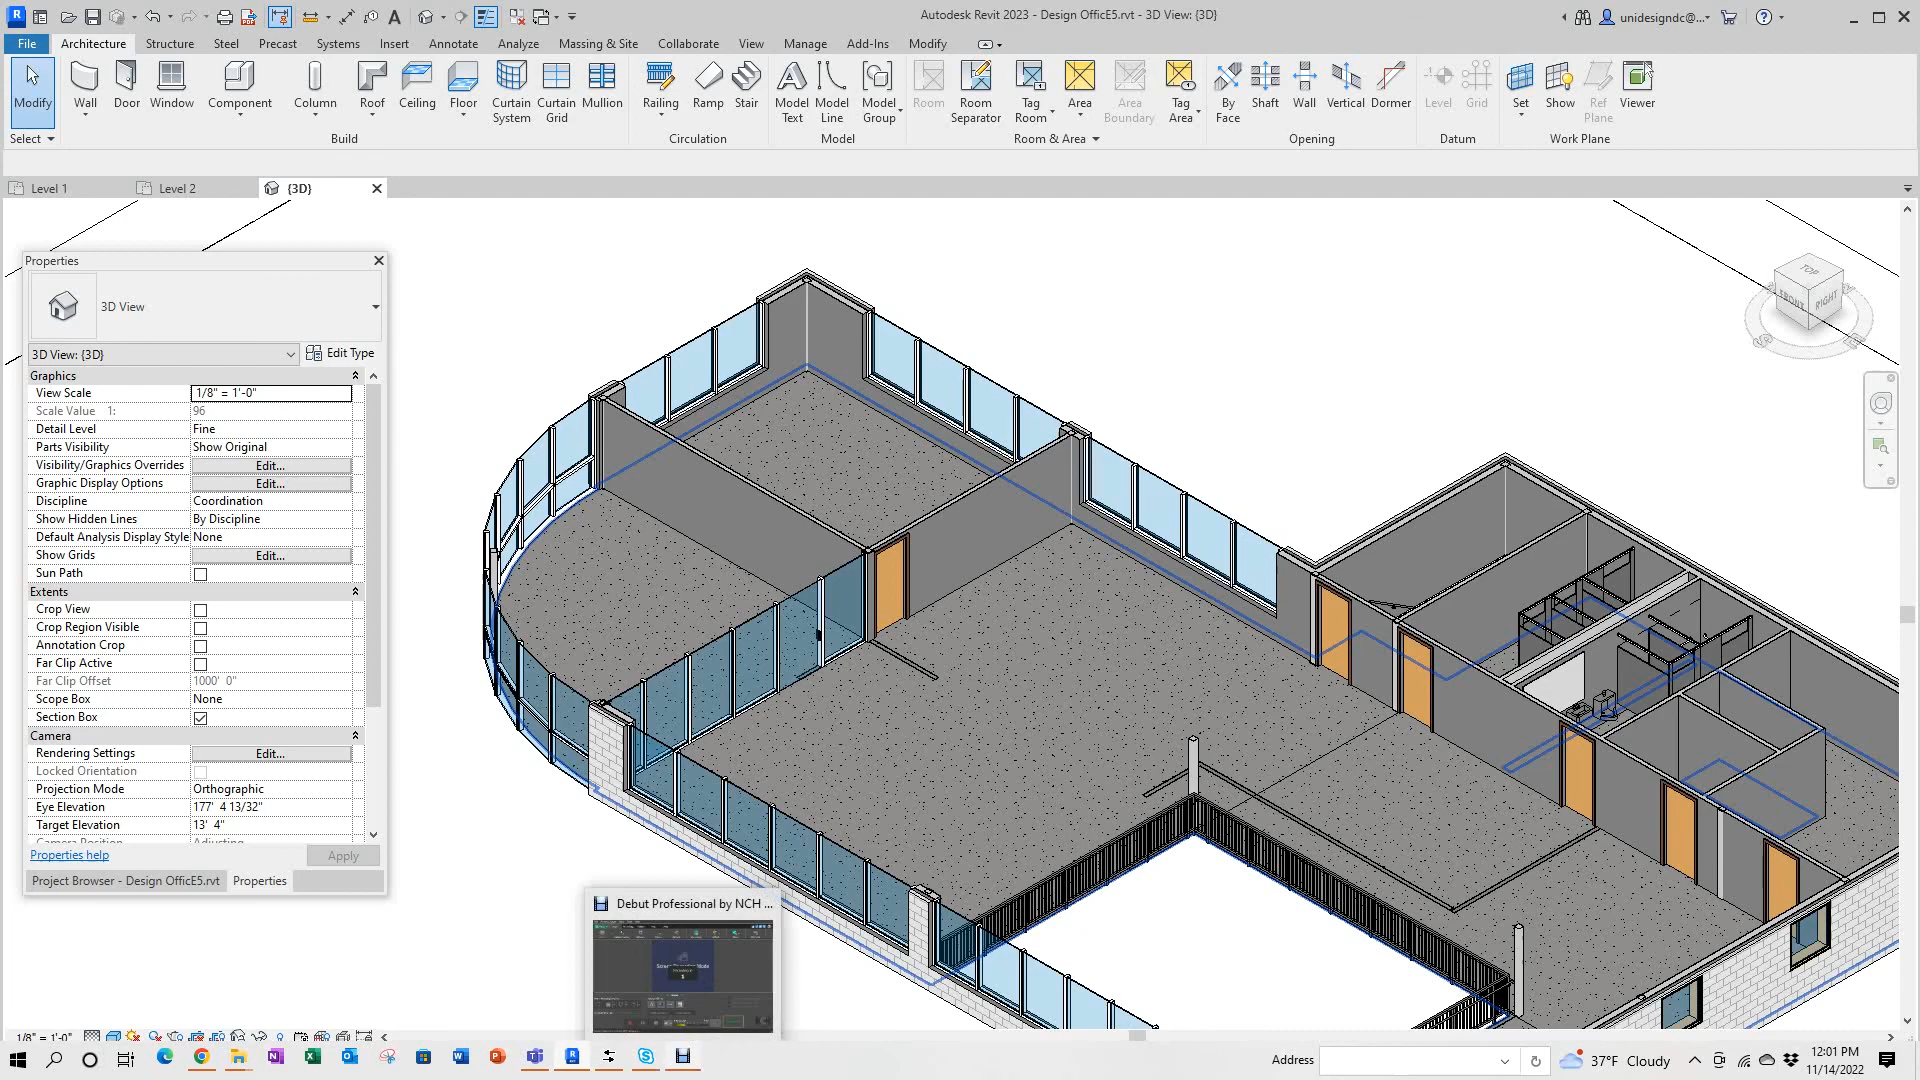 Autodesk Revit 2023 - Design OfficE5.rvt - 3D View: {3D}
unidesigndc@...
File Architecture Structure Steel Precast Systems Insert Annotate Analyze Massing & Site Collaborate View Manage Add-Ins Modify
Modify Wall Door Window Component Column Roof Ceiling Floor Curtain System Curtain Grid Mullion Railing Ramp Stair Model Text Model Line Model Group Room Room Separator Tag Room Area Area Boundary Tag Area By Face Shaft Wall Vertical Dormer Level Grid Set Show Ref Plane Viewer
Select Build Circulation Model Room & Area Opening Datum Work Plane
Level 1 Level 2 {3D}
Properties
3D View
3D View: {3D} Edit Type
Graphics
View Scale 1/8" = 1'-0"
Scale Value 1: 96
Detail Level Fine
Parts Visibility Show Original
Visibility/Graphics Overrides Edit...
Graphic Display Options Edit...
Discipline Coordination
Show Hidden Lines By Discipline
Default Analysis Display Style None
Show Grids Edit...
Sun Path
Extents
Crop View
Crop Region Visible
Annotation Crop
Far Clip Active
Far Clip Offset 1000' 0"
Scope Box None
Section Box
Camera
Rendering Settings Edit...
Locked Orientation
Projection Mode Orthographic
Eye Elevation 177' 4 13/32"
Target Elevation 13' 4"
Camera Position Adjusting
Properties help Apply
Project Browser - Design OfficE5.rvt Properties
TOP
FRONT RIGHT
Debut Professional by NCH ...
1/8" = 1'-0"
Address
37°F Cloudy
12:01 PM
11/14/2022